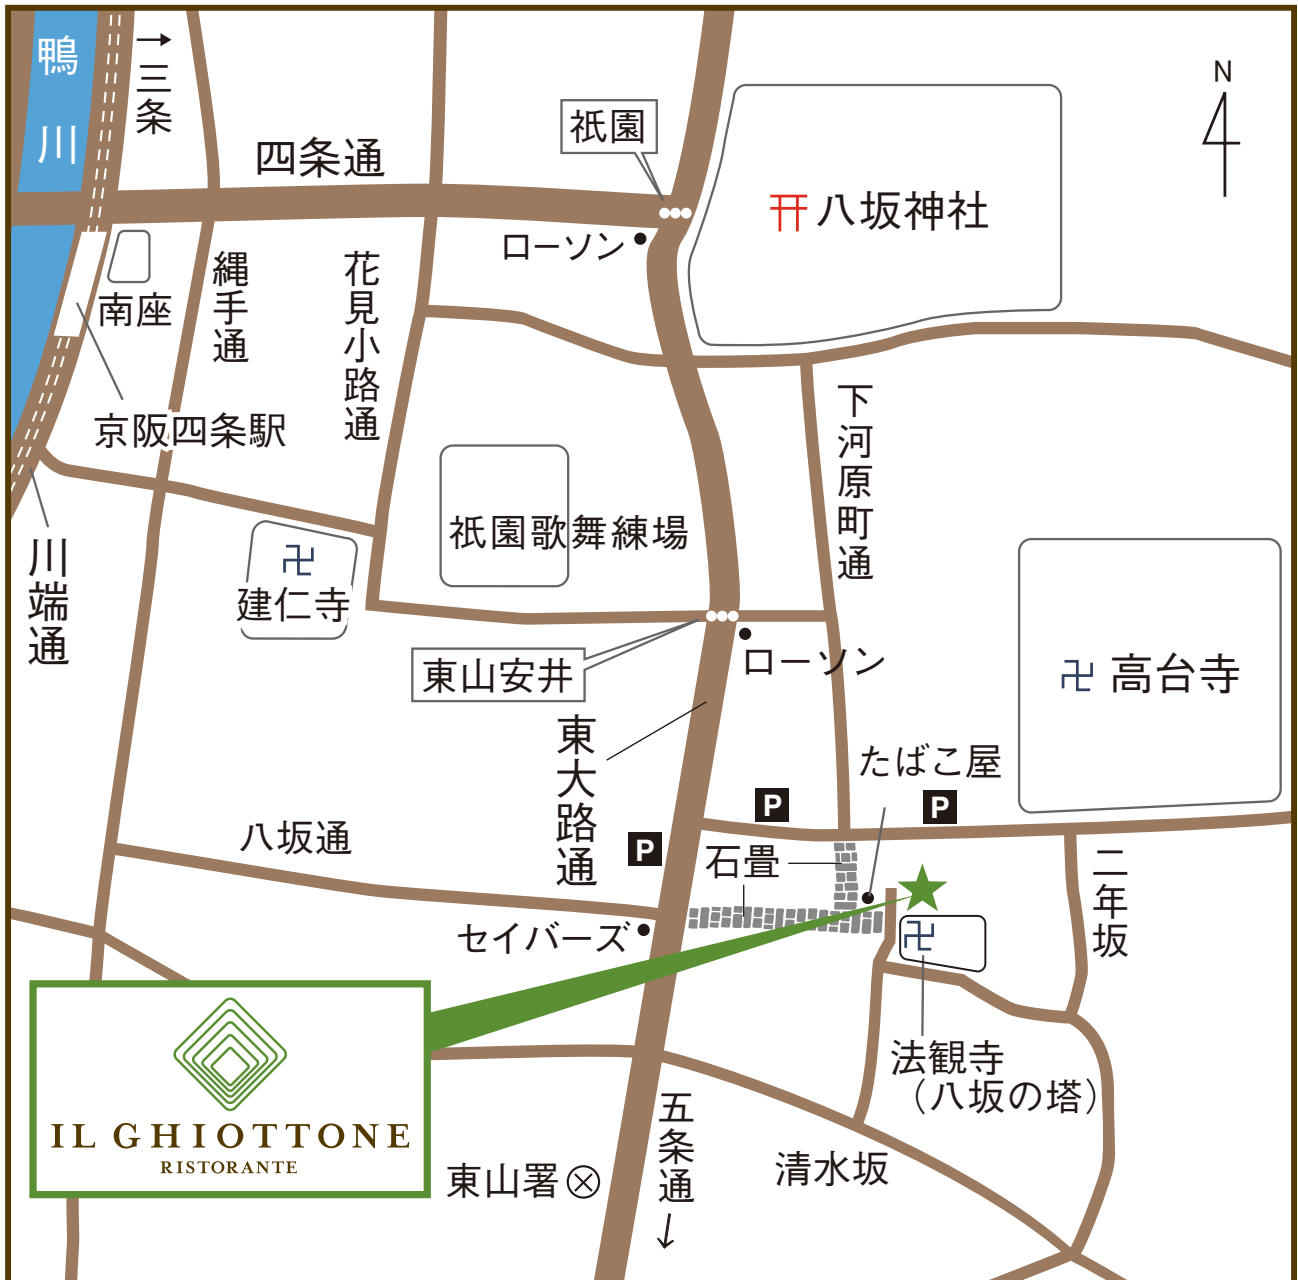 鴨川
→三条
N
祇園
四条通
八坂神社
ローソン
縄手通
花見小路通
南座
京阪四条駅
下河原町通
祇園歌舞練場
川端通
卍
建仁寺
東山安井
ローソン
卍 高台寺
東大路通
たばこ屋
P
P
八坂通
P
石畳
二年坂
セイバーズ
卍
法観寺
(八坂の塔)
IL GHIOTTONE
RISTORANTE
五条通
↓
東山署
清水坂